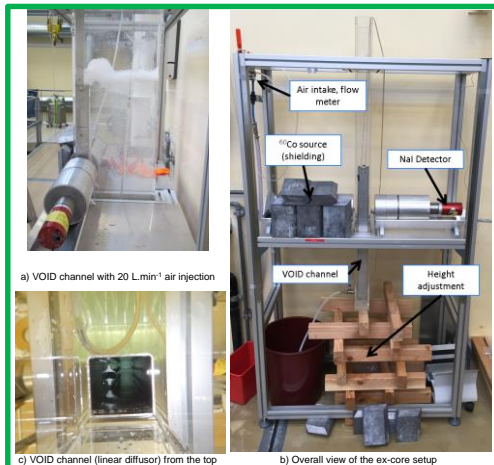 Air intake, flow
meter
⁶⁰Co source
(shielding)
NaI Detector
a) VOID channel with 20 L.min⁻¹ air injection
VOID channel
Height
adjustment
c) VOID channel (linear diffusor) from the top
b) Overall view of the ex-core setup